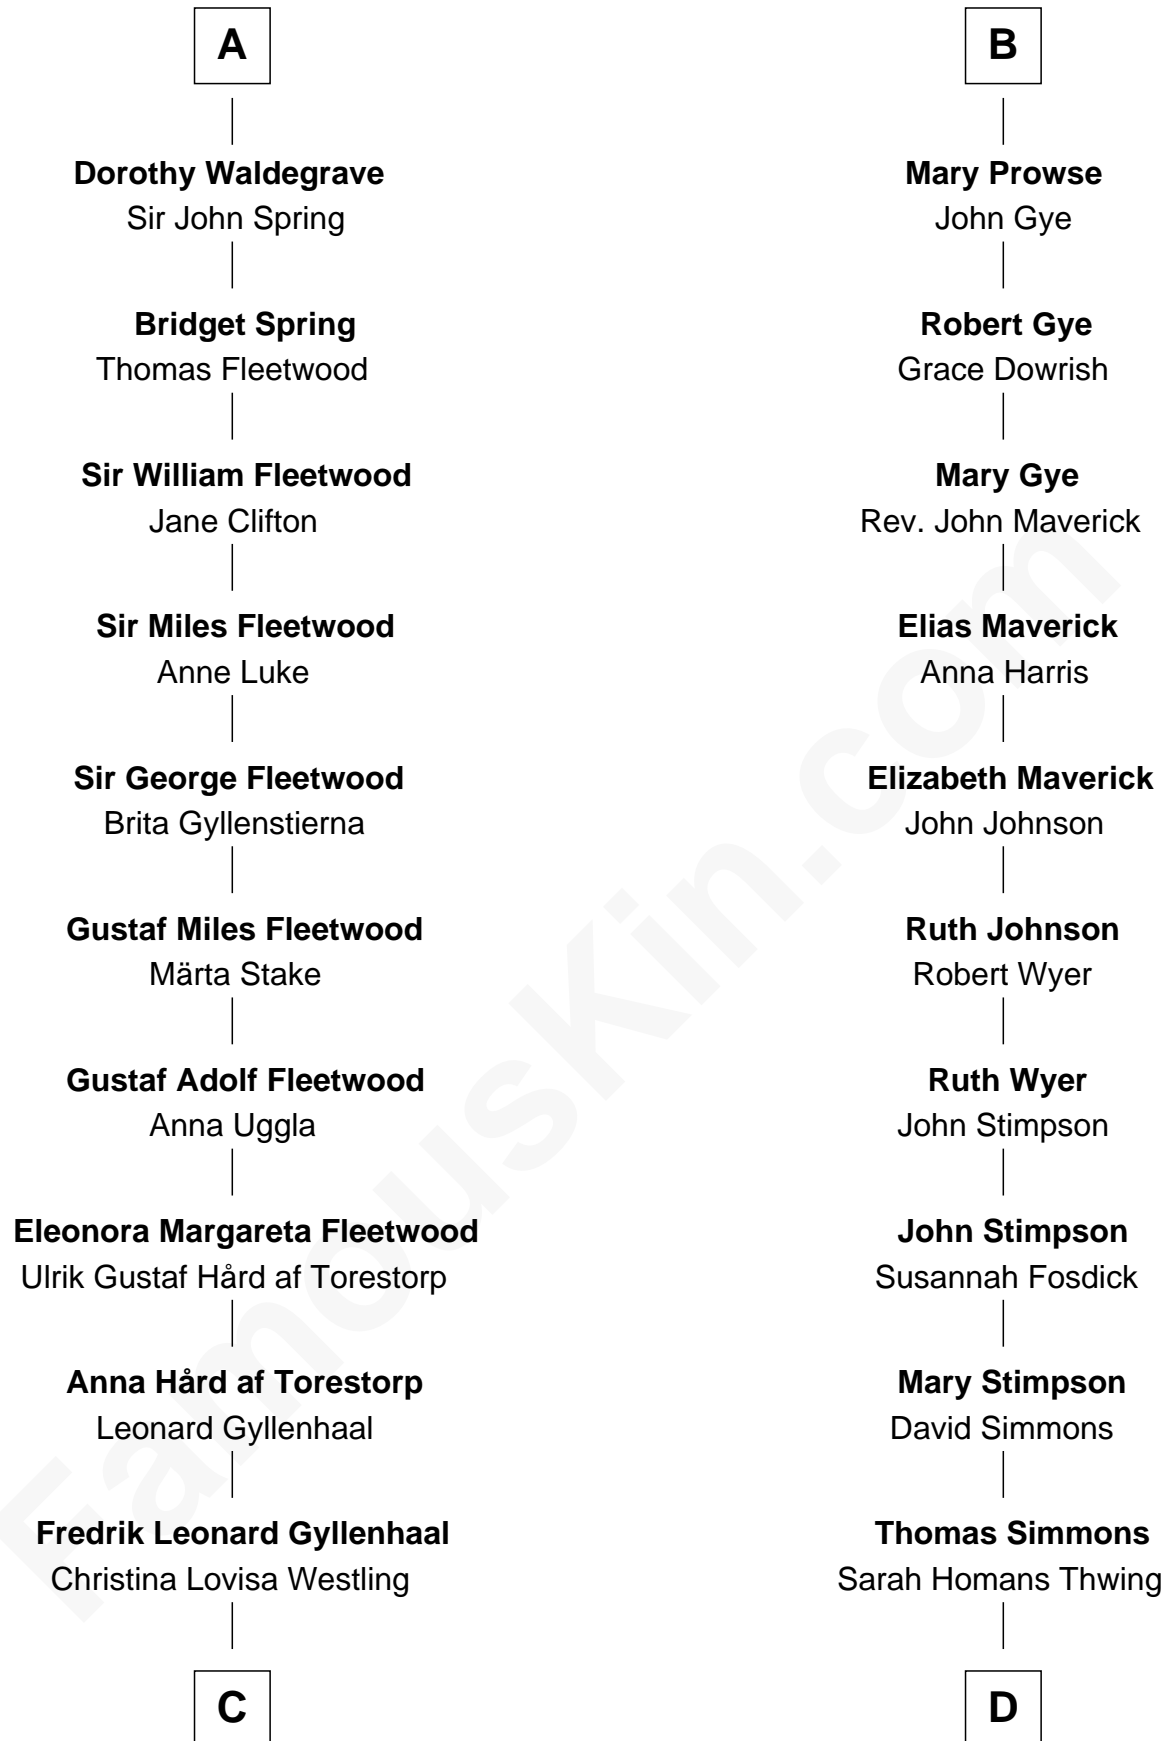 A
Dorothy Waldegrave
Sir John Spring
Bridget Spring
Thomas Fleetwood
Sir William Fleetwood
Jane Clifton
Sir Miles Fleetwood
Anne Luke
Sir George Fleetwood
Brita Gyllenstierna
Gustaf Miles Fleetwood
Märta Stake
Gustaf Adolf Fleetwood
Anna Uggla
Eleonora Margareta Fleetwood
Ulrik Gustaf Hård af Torestorp
Anna Hård af Torestorp
Leonard Gyllenhaal
Fredrik Leonard Gyllenhaal
Christina Lovisa Westling
C
B
Mary Prowse
John Gye
Robert Gye
Grace Dowrish
Mary Gye
Rev. John Maverick
Elias Maverick
Anna Harris
Elizabeth Maverick
John Johnson
Ruth Johnson
Robert Wyer
Ruth Wyer
John Stimpson
John Stimpson
Susannah Fosdick
Mary Stimpson
David Simmons
Thomas Simmons
Sarah Homans Thwing
D
FamousKin.com